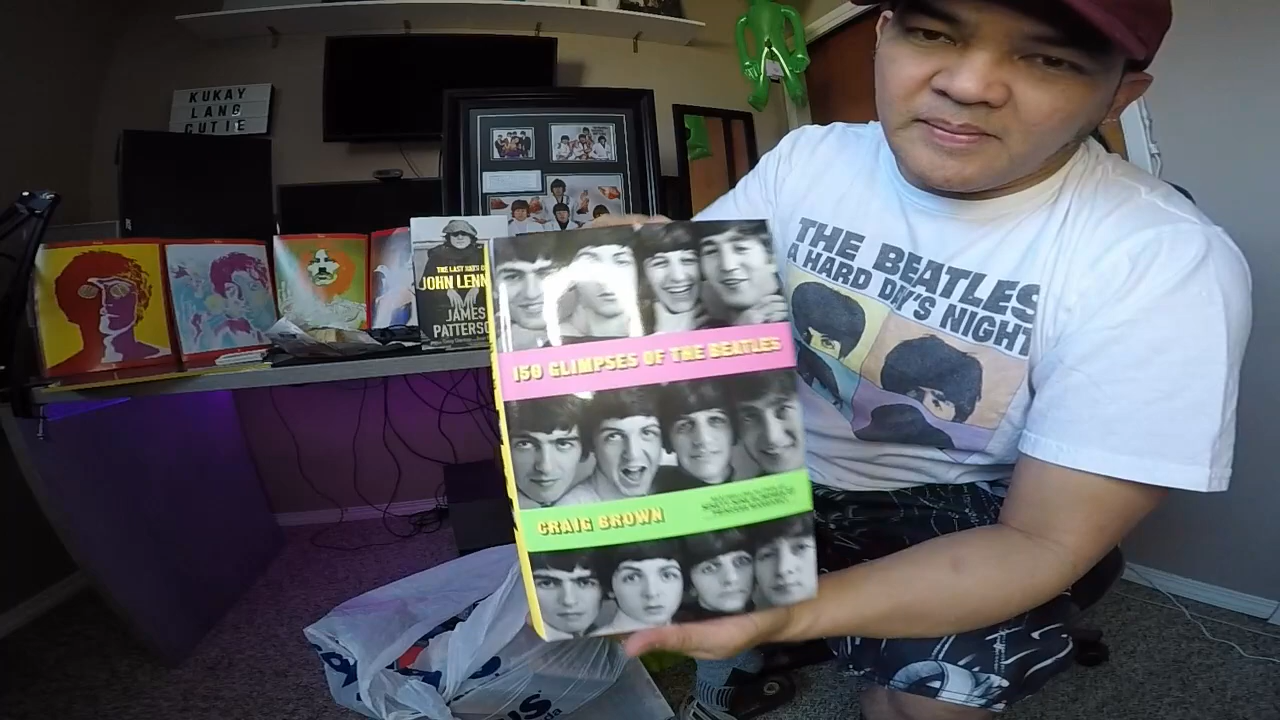 KUKAY
LANG
CUTIE
THE LAST DAYS
JOHN LENN
JAMES
PATTERSO
150 GLIMPSES OF THE BEATLES
CRAIG BROWN
THE BEATLES
A HARD DAY'S NIGHT